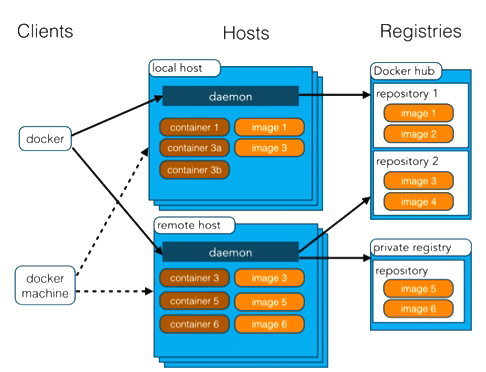 Clients
Hosts
Registries
local host
daemon
container 1
image 1
container 3a
image 3
container 3b
docker
docker
machine
remote host
daemon
container 3
image 3
container 5
image 5
container 6
image 6
Docker hub
repository 1
image 1
image 2
repository 2
image 3
image 4
private registry
repository
image 5
image 6